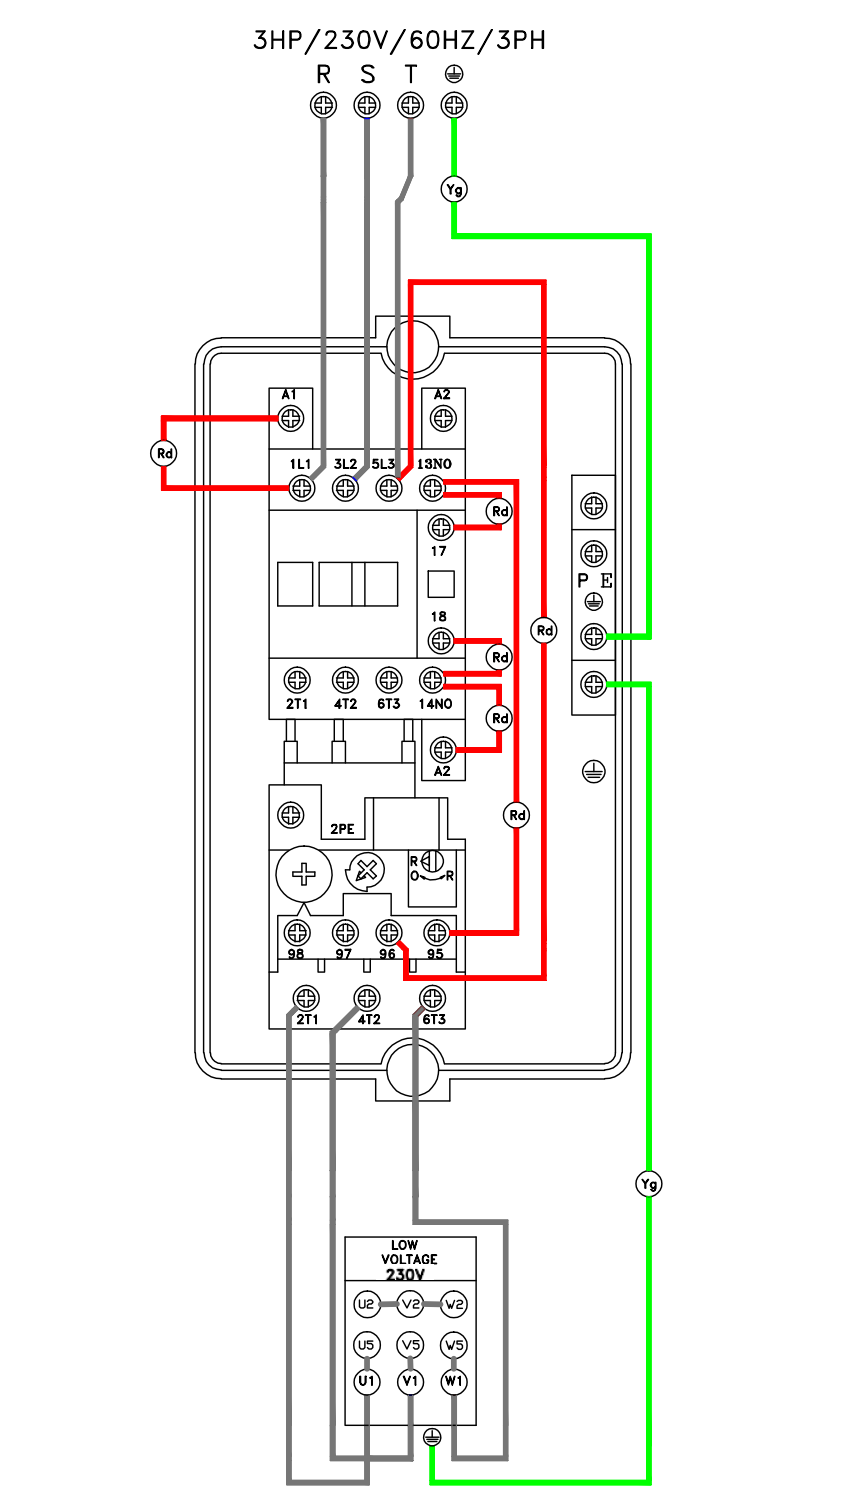 3HP/230V/60HZ/3PH
R S T
Yg
A1 A2
Rd
1L1 3L2 5L3 13NO
Rd
17
P E
18
Rd
Rd
2T1 4T2 6T3 14NO
Rd
A2
Rd
2PE
R
O R
98 97 96 95
2T1 4T2 6T3
Yg
LOW
VOLTAGE
230V
U2 V2 W2
U5 V5 W5
U1 V1 W1